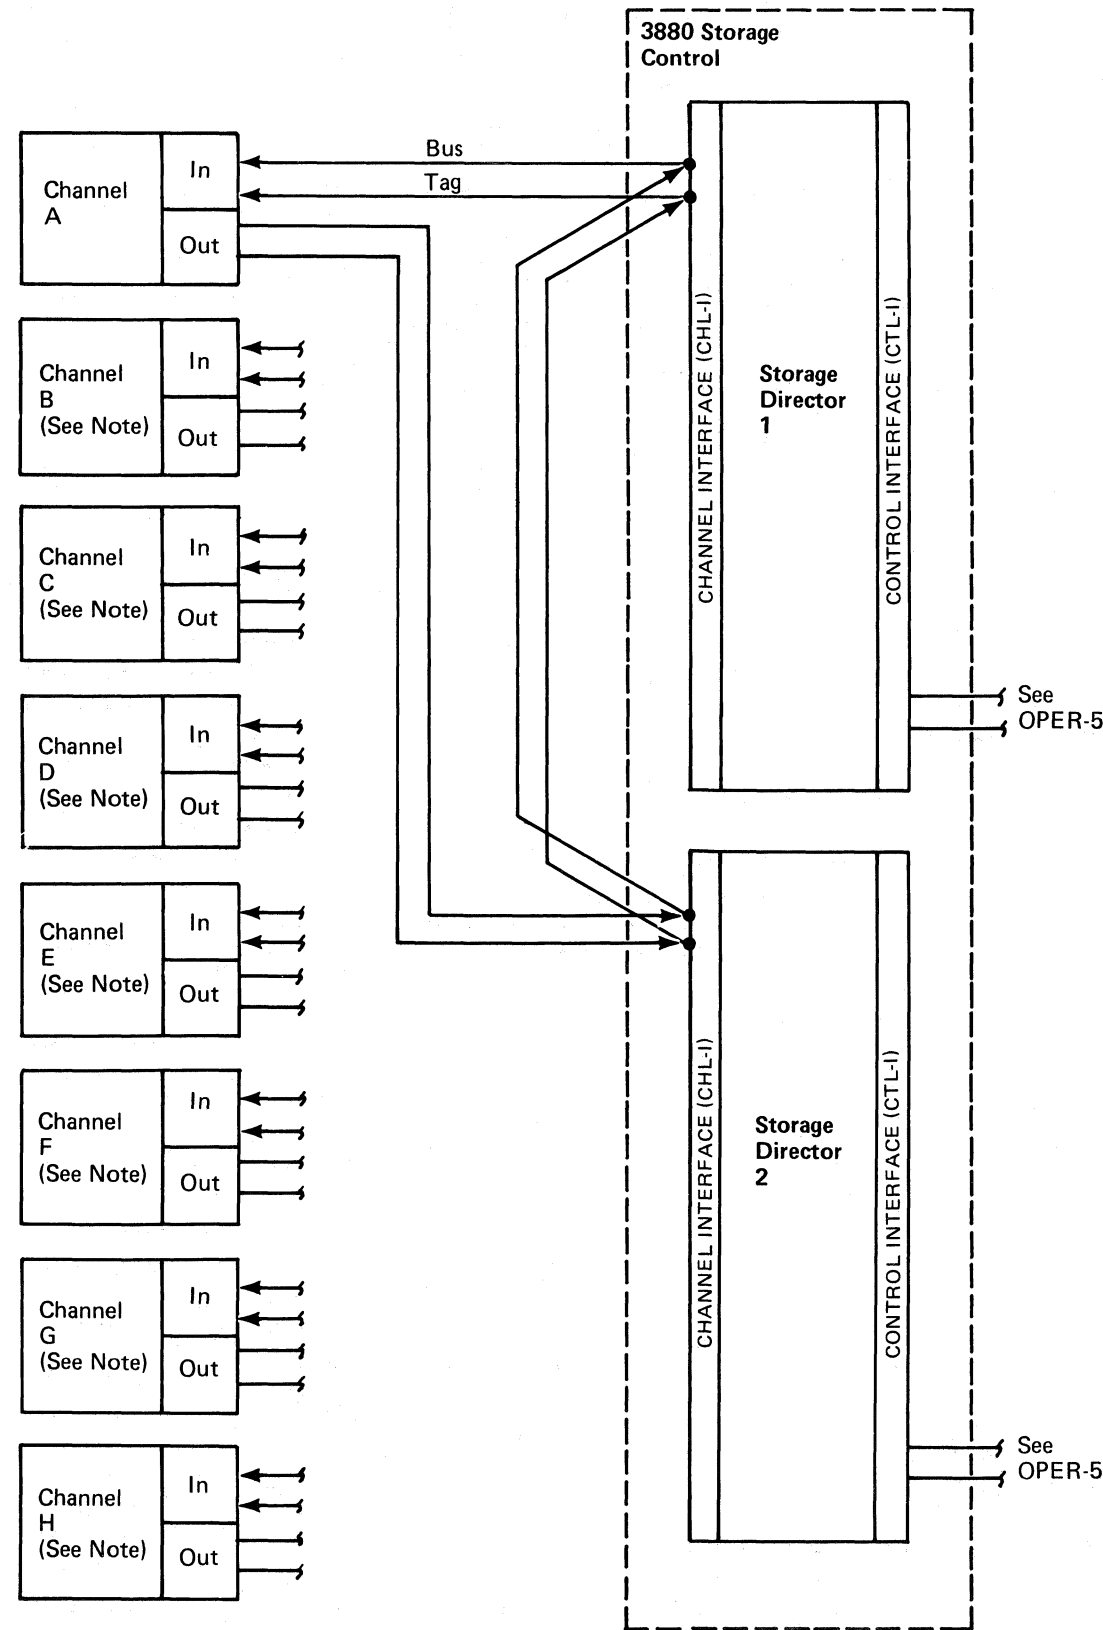 3880 Storage
Control
Bus
Tag
Channel
A
In
Out
Channel
B
(See Note)
In
Out
Channel
C
(See Note)
In
Out
Channel
D
(See Note)
In
Out
Channel
E
(See Note)
In
Out
Channel
F
(See Note)
In
Out
Channel
G
(See Note)
In
Out
Channel
H
(See Note)
In
Out
CHANNEL INTERFACE (CHL-I)
Storage
Director
1
CONTROL INTERFACE (CTL-I)
See
OPER-5
CHANNEL INTERFACE (CHL-I)
Storage
Director
2
CONTROL INTERFACE (CTL-I)
See
OPER-5